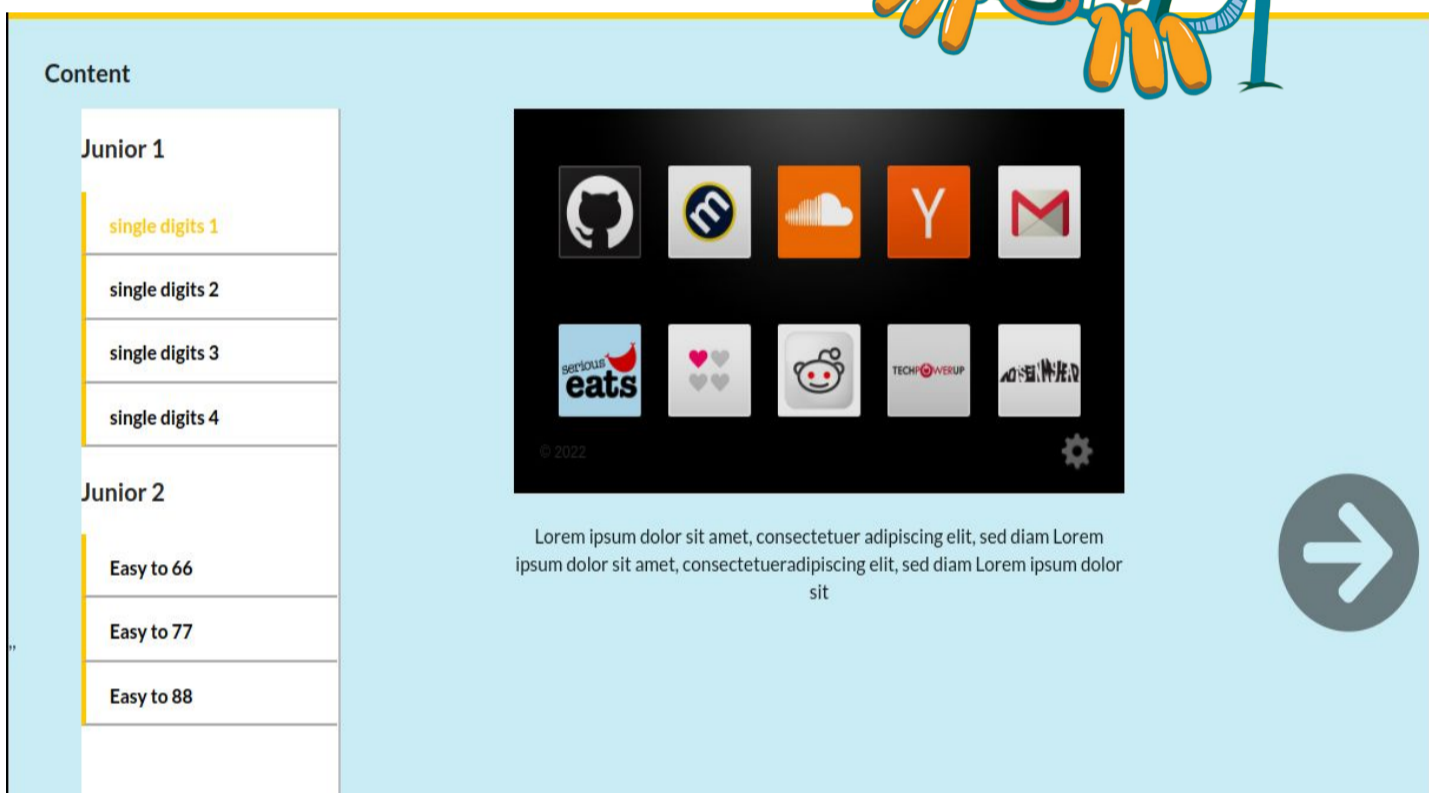 Content
Junior 1
single digits 1
single digits 2
single digits 3
single digits 4
Junior 2
Easy to 66
Easy to 77
Easy to 88
m
Y
serious
eats
TECHPOWERUP
© 2022
Lorem ipsum dolor sit amet, consectetuer adipiscing elit, sed diam Lorem
ipsum dolor sit amet, consectetueradipiscing elit, sed diam Lorem ipsum dolor
sit
”